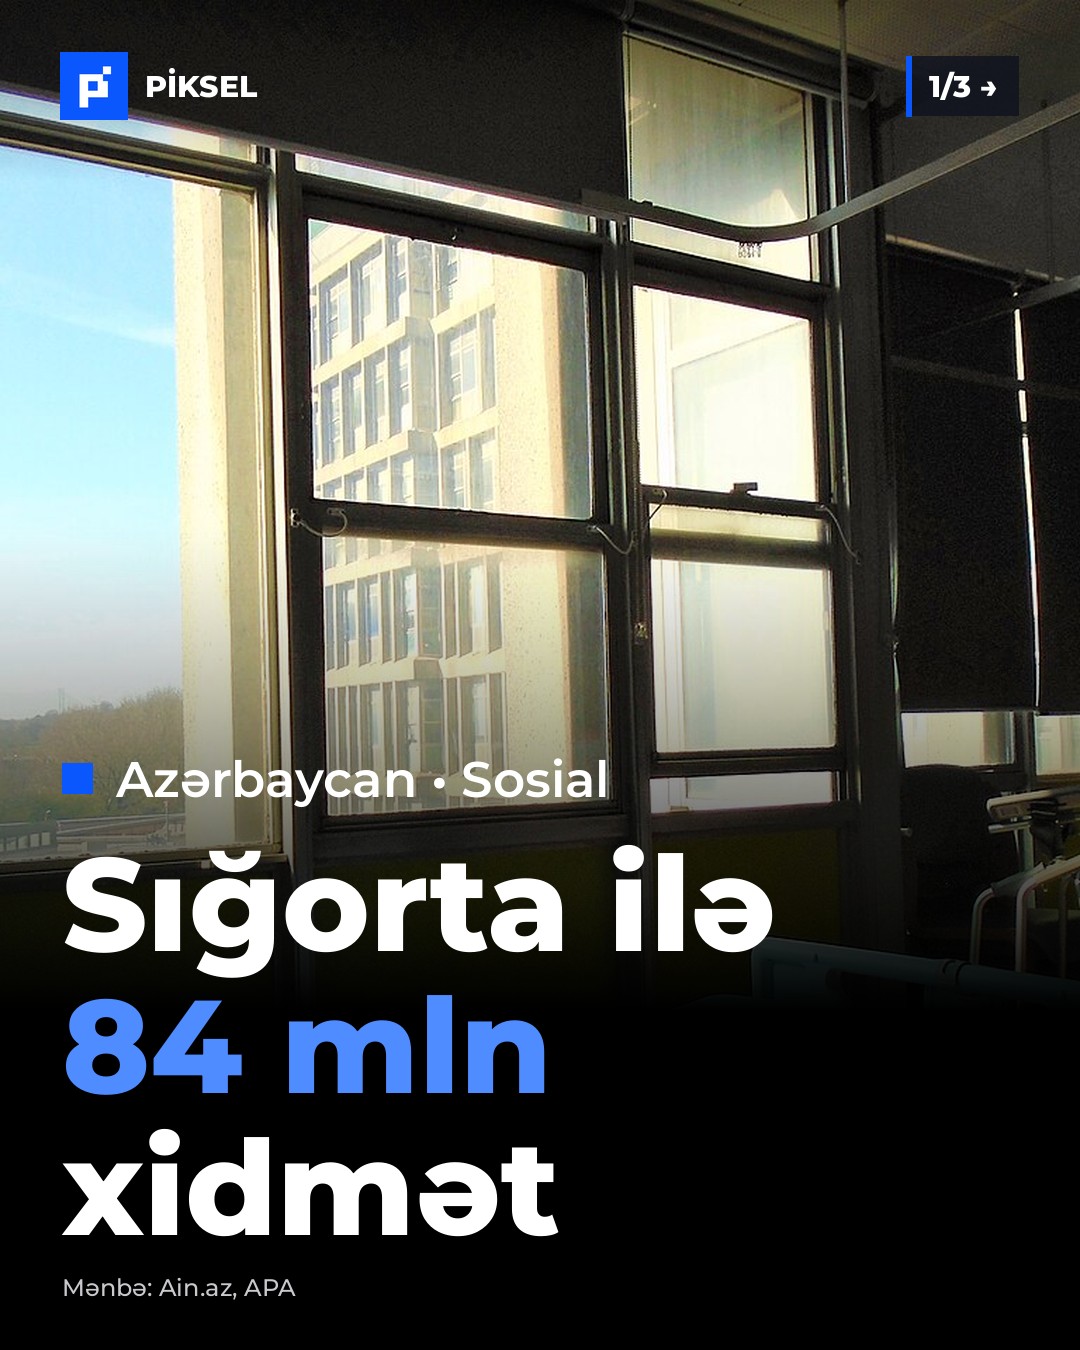 PİKSEL
1/3 →
Azərbaycan • Sosial
Sığorta ilə
84 mln
xidmət
Mənbə: Ain.az, APA